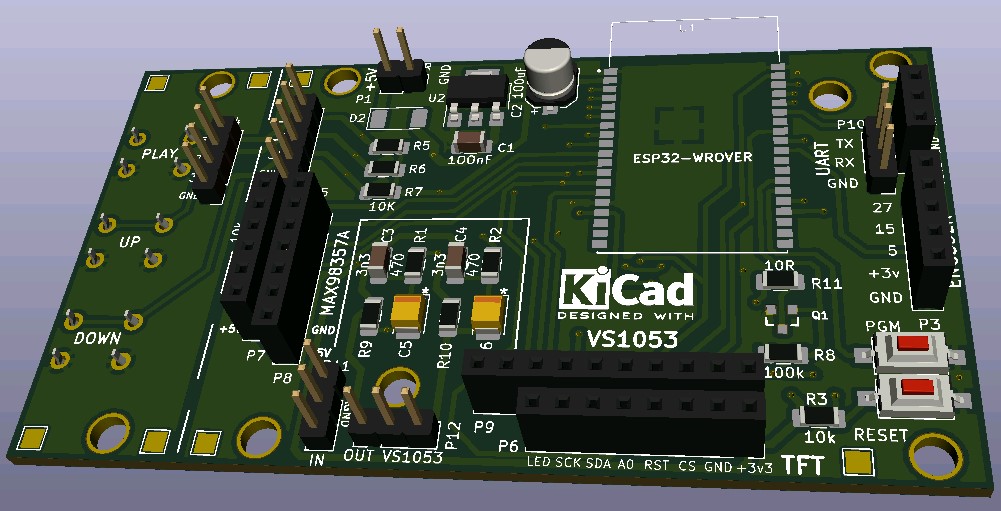 +5V
P1
GND
U2
C2 100uF
+
D2
R5
R6
R7
10K
C1
100nF
ESP32-WROVER
P10
TX
RX
GND
UART
27
15
5
+3v
GND
P3
PLAY
GND
UP
DOWN
P7
P8
MAX98357A
GND
C3
3n3
R1
470
C4
3n3
R2
470
R9
C5
*
R10
*
KiCad
DESIGNED WITH
VS1053
10R
R11
Q1
R8
100k
PGM
R3
10k
RESET
IN
OUT VS1053
P12
P9
P6
LED SCK SDA A0 RST CS GND +3v3
TFT